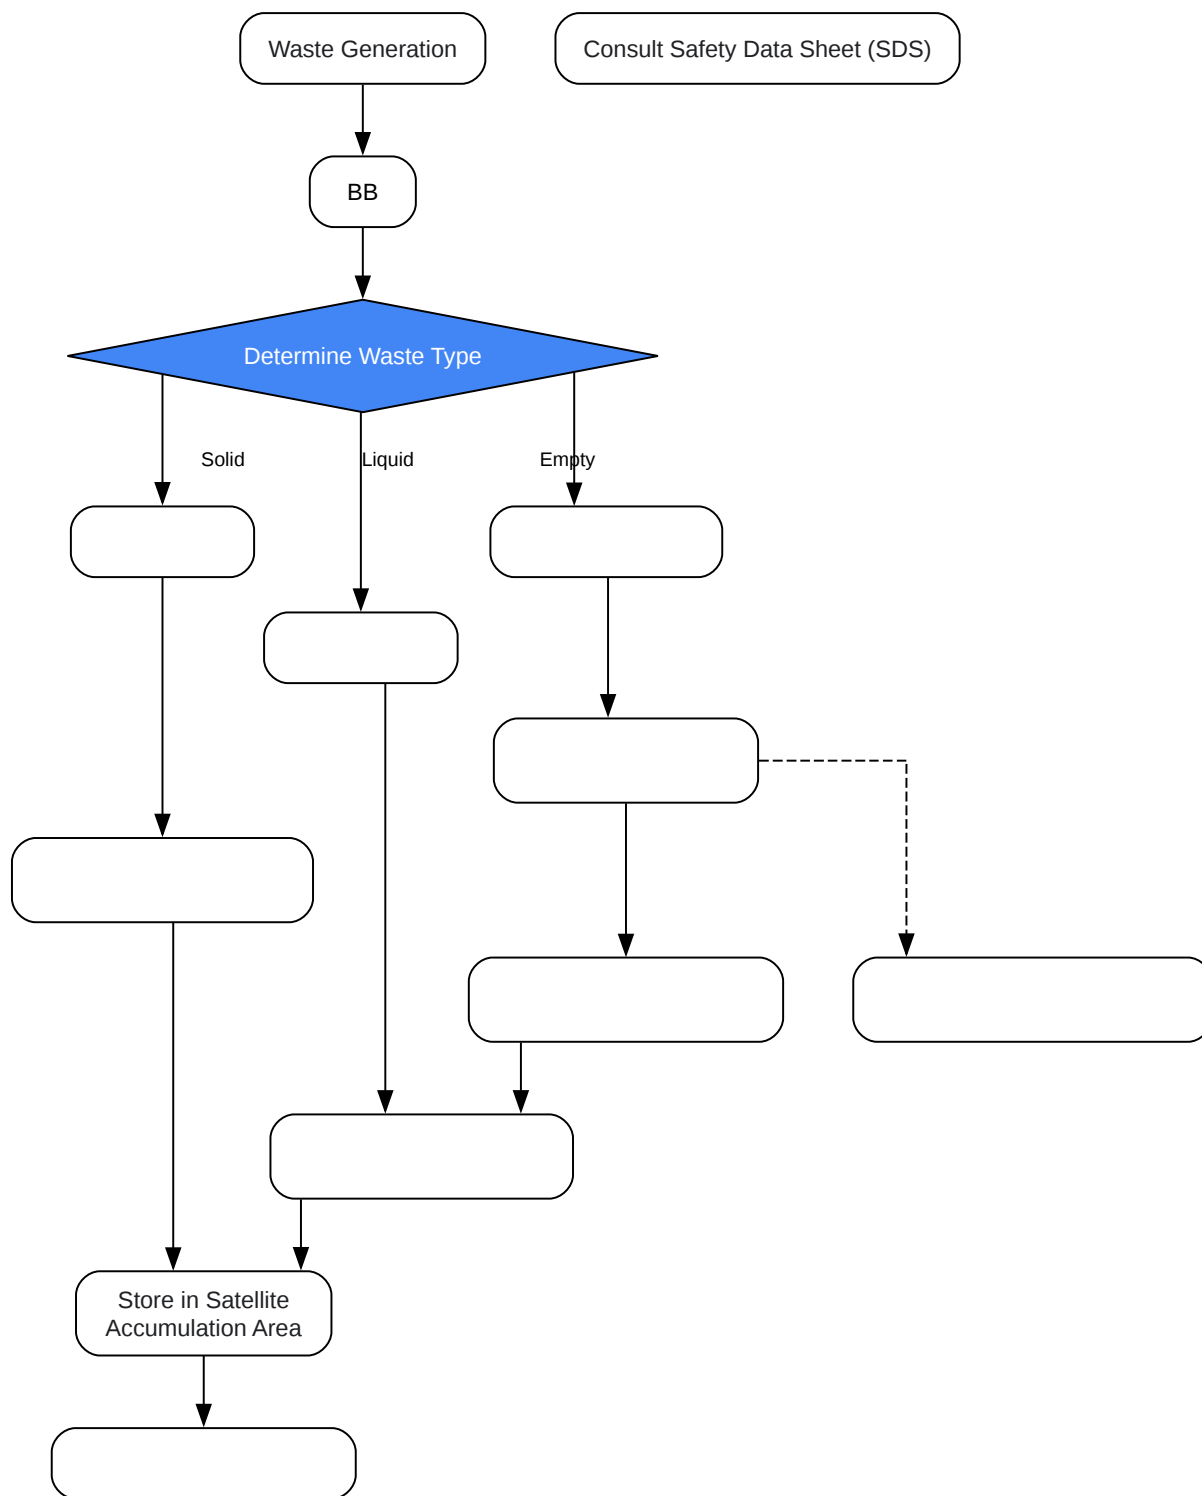 Waste Generation
Consult Safety Data Sheet (SDS)
BB
Determine Waste Type
Solid
Liquid
Empty
Store in Satellite
Accumulation Area